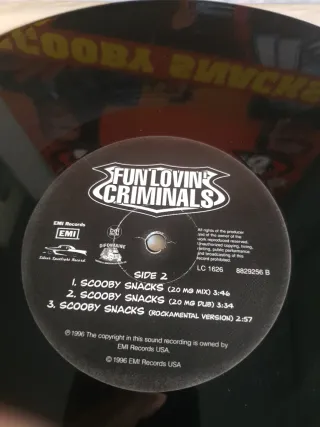 SCOOBY SNACKS
FUN LOVIN'
CRIMINALS
EMI Records
EMI
All rights of the producer
and of the owner of the
work reproduced reserved.
Unauthorized copying, hiring,
lending, public performance
and broadcasting of this
record prohibited.
LC 1626 8829256 B
SIDE 2
1. SCOOBY SNACKS (20 MG MIX) 3:46
2. SCOOBY SNACKS (20 MG DUB) 3:34
3. SCOOBY SNACKS (ROCKAMENTAL VERSION) 2:57
℗ 1996 The copyright in this sound recording is owned by
EMI Records USA.
© 1996 EMI Records USA